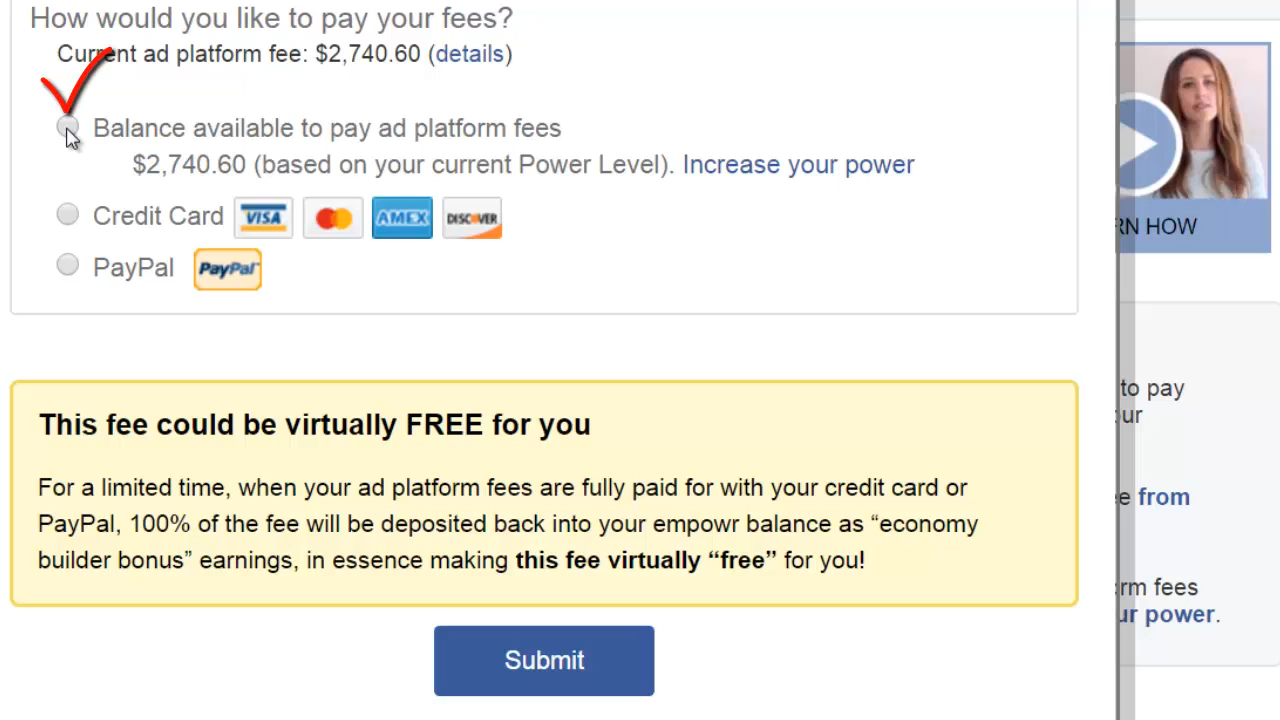 How would you like to pay your fees?
Current ad platform fee: $2,740.60 (details)
Balance available to pay ad platform fees
$2,740.60 (based on your current Power Level). Increase your power
Credit Card VISA AMEX DISCOVER
PayPal PayPal
RN HOW
This fee could be virtually FREE for you
For a limited time, when your ad platform fees are fully paid for with your credit card or
PayPal, 100% of the fee will be deposited back into your empowr balance as “economy
builder bonus” earnings, in essence making this fee virtually “free” for you!
Submit
to pay
our
e from
orm fees
ur power.